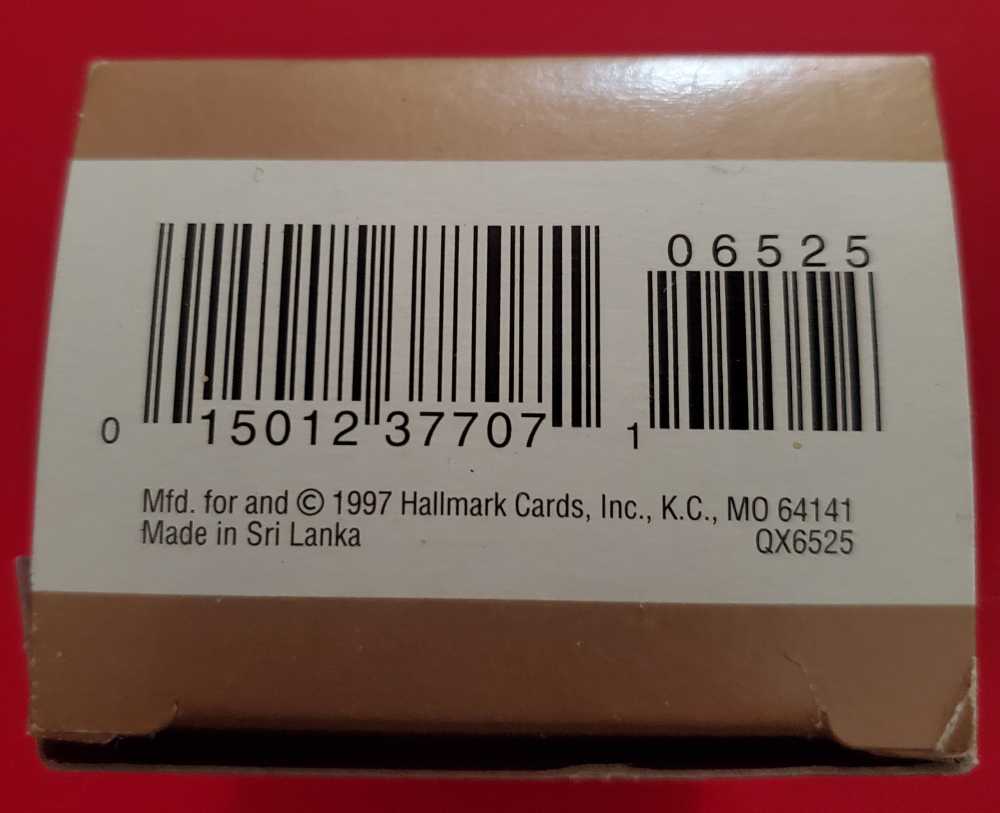 06525
0 15012 37707 1
Mfd. for and © 1997 Hallmark Cards, Inc., K.C., MO 64141
Made in Sri Lanka
QX6525